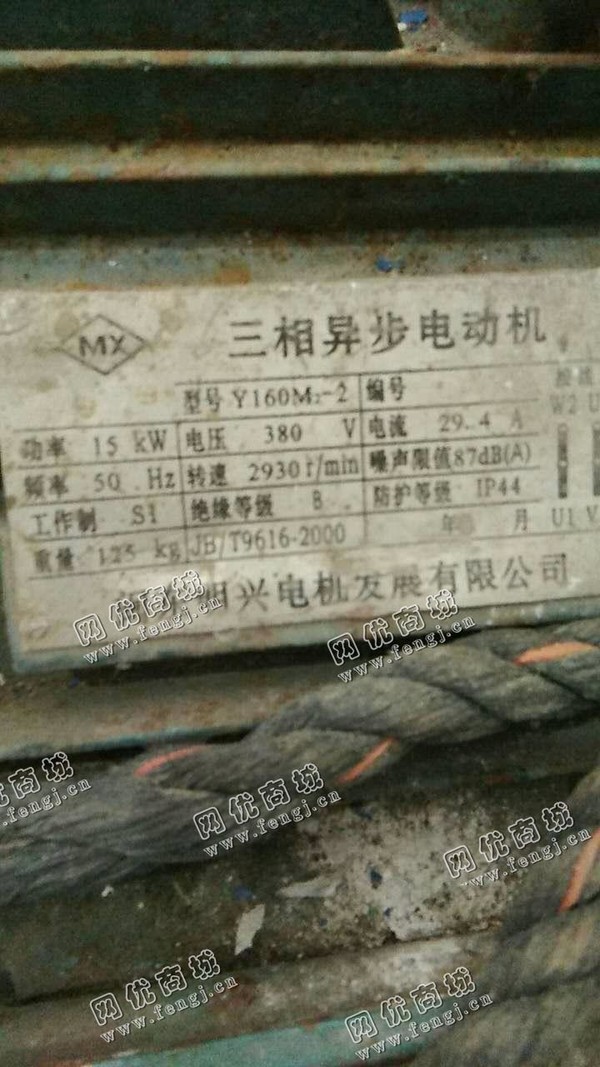 MX 三相异步电动机
型号 Y160M₂-2 编号
功率 15 kW 电压 380 V 电流 29.4 A
频率 50 Hz 转速 2930 r/min 噪声限值87dB(A)
工作制 S1 绝缘等级 B 防护等级 IP44
重量 125 kg JB/T9616-2000 年 月
W2 U
U1 V
兴电机发展有限公司
网优商城
www.fengj.cn
网优商城
www.fengj.cn
网优商城
www.fengj.cn
网优商城
www.fengj.cn
网优商城
www.fengj.cn
网优商城
www.fengj.cn
网优商城
www.fengj.cn